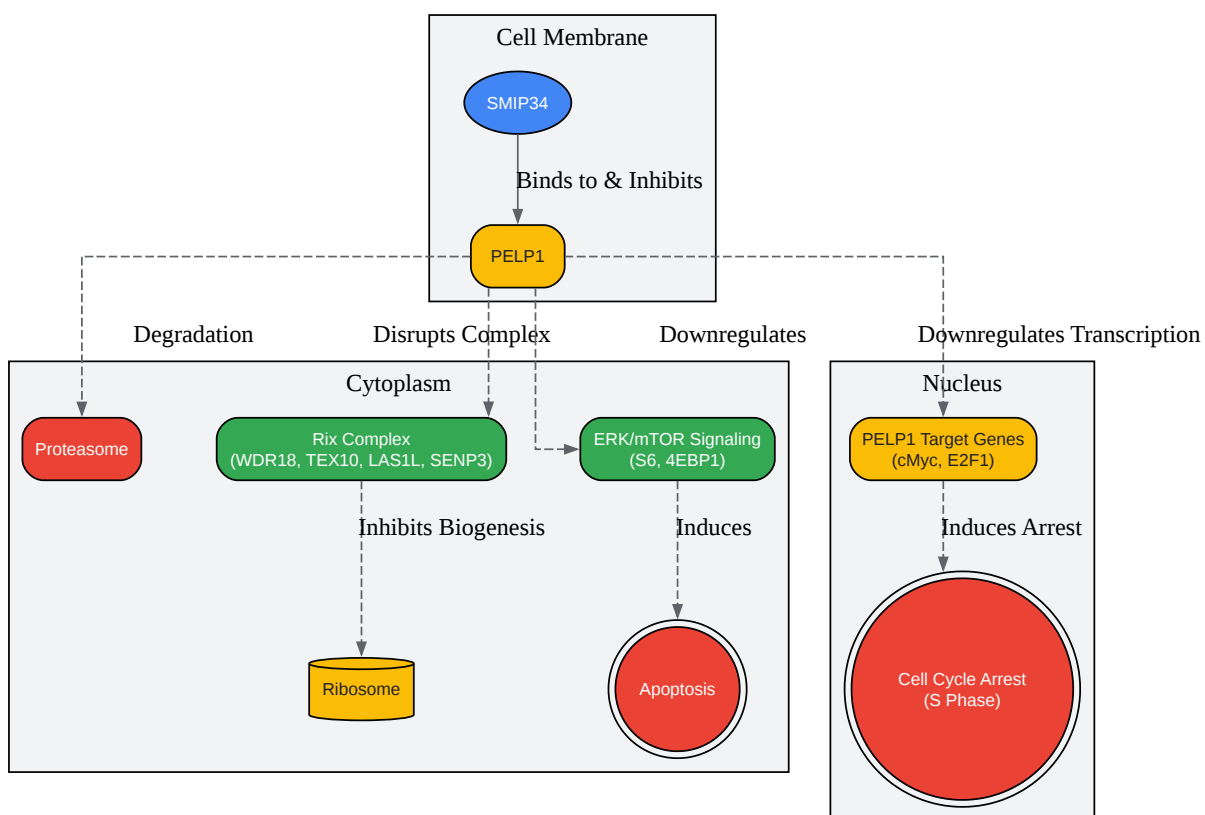 Cell Membrane
SMIP34
Binds to & Inhibits
PELP1
Degradation
Disrupts Complex
Downregulates
Downregulates Transcription
Cytoplasm
Nucleus
Proteasome
Rix Complex
(WDR18, TEX10, LAS1L, SENP3)
ERK/mTOR Signaling
(S6, 4EBP1)
PELP1 Target Genes
(cMyc, E2F1)
Inhibits Biogenesis
Induces
Induces Arrest
Ribosome
Apoptosis
Cell Cycle Arrest
(S Phase)